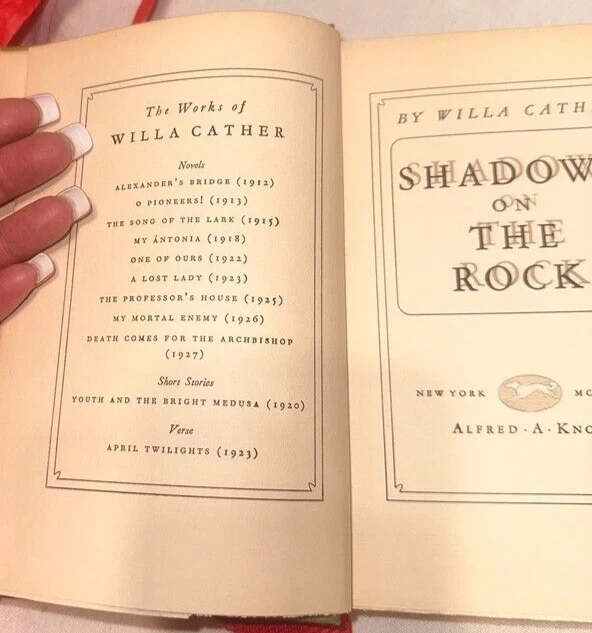 The Works of
WILLA CATHER
Novels
ALEXANDER'S BRIDGE (1912)
O PIONEERS! (1913)
THE SONG OF THE LARK (1915)
MY ÁNTONIA (1918)
ONE OF OURS (1922)
A LOST LADY (1923)
THE PROFESSOR'S HOUSE (1925)
MY MORTAL ENEMY (1926)
DEATH COMES FOR THE ARCHBISHOP
(1927)
Short Stories
YOUTH AND THE BRIGHT MEDUSA (1920)
Verse
APRIL TWILIGHTS (1923)
BY WILLA CATH
SHADOW
ON
THE
ROCK
NEW YORK MC
ALFRED · A · KNO